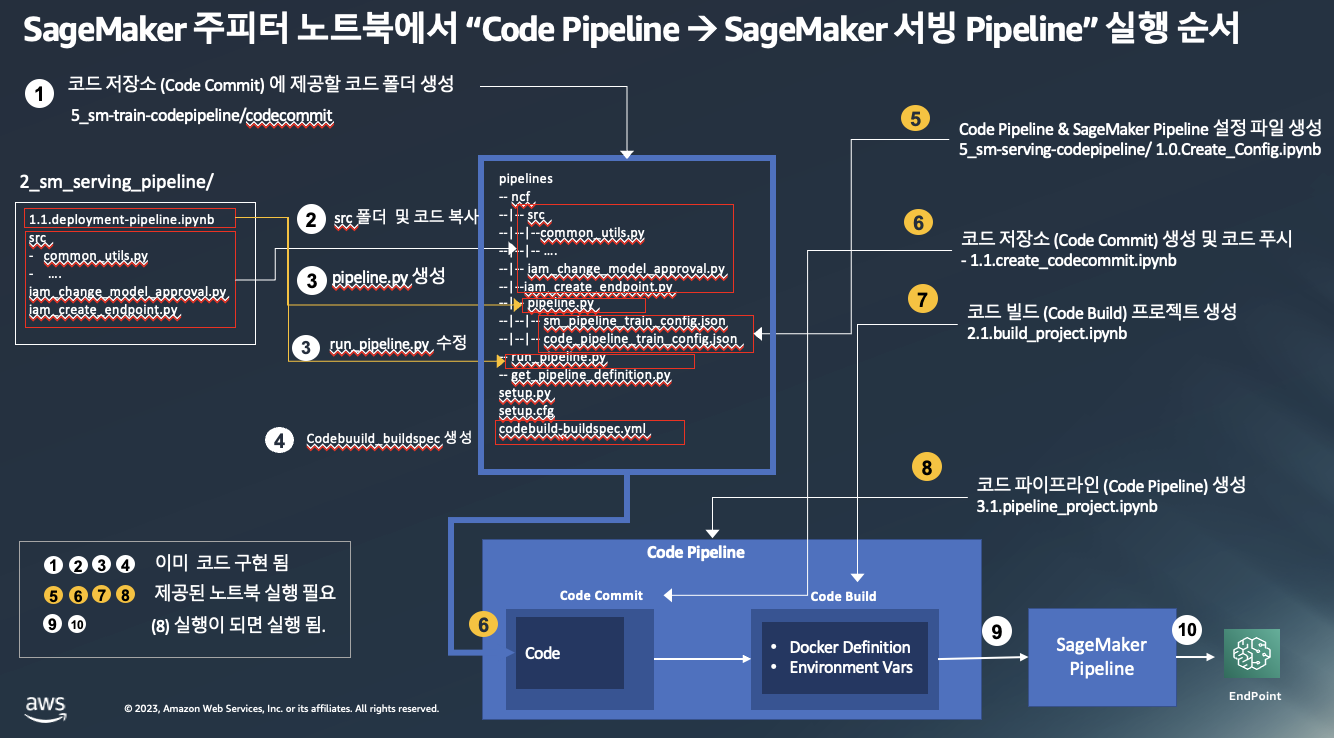 SageMaker 주피터 노트북에서 “Code Pipeline → SageMaker 서빙 Pipeline” 실행 순서
1
코드 저장소 (Code Commit) 에 제공할 코드 폴더 생성
5_sm-train-codepipeline/codecommit
2_sm_serving_pipeline/
1.1.deployment-pipeline.ipynb
src
- common_utils.py
- ….
iam_change_model_approval.py
iam_create_endpoint.py
2 src 폴더 및 코드 복사
3 pipeline.py 생성
3 run_pipeline.py 수정
4 Codebuuild_buildspec 생성
pipelines
-- ncf
--|-- src
--|--|--common_utils.py
--|--|-- ….
--|--iam_change_model_approval.py
--|--iam_create_endpoint.py
--|-- pipeline.py
--|--|-- sm_pipeline_train_config.json
--|--|-- code_pipeline_train_config.json
-- run_pipeline.py
-- get_pipeline_definition.py
setup.py
setup.cfg
codebuild-buildspec.yml
5
Code Pipeline & SageMaker Pipeline 설정 파일 생성
5_sm-serving-codepipeline/ 1.0.Create_Config.ipynb
6
코드 저장소 (Code Commit) 생성 및 코드 푸시
- 1.1.create_codecommit.ipynb
7
코드 빌드 (Code Build) 프로젝트 생성
2.1.build_project.ipynb
8
코드 파이프라인 (Code Pipeline) 생성
3.1.pipeline_project.ipynb
1 2 3 4 이미 코드 구현 됨
5 6 7 8 제공된 노트북 실행 필요
9 10 (8) 실행이 되면 실행 됨.
Code Pipeline
Code Commit
Code Build
6
Code
• Docker Definition
• Environment Vars
9
SageMaker
Pipeline
10
EndPoint
aws
© 2023, Amazon Web Services, Inc. or its affiliates. All rights reserved.